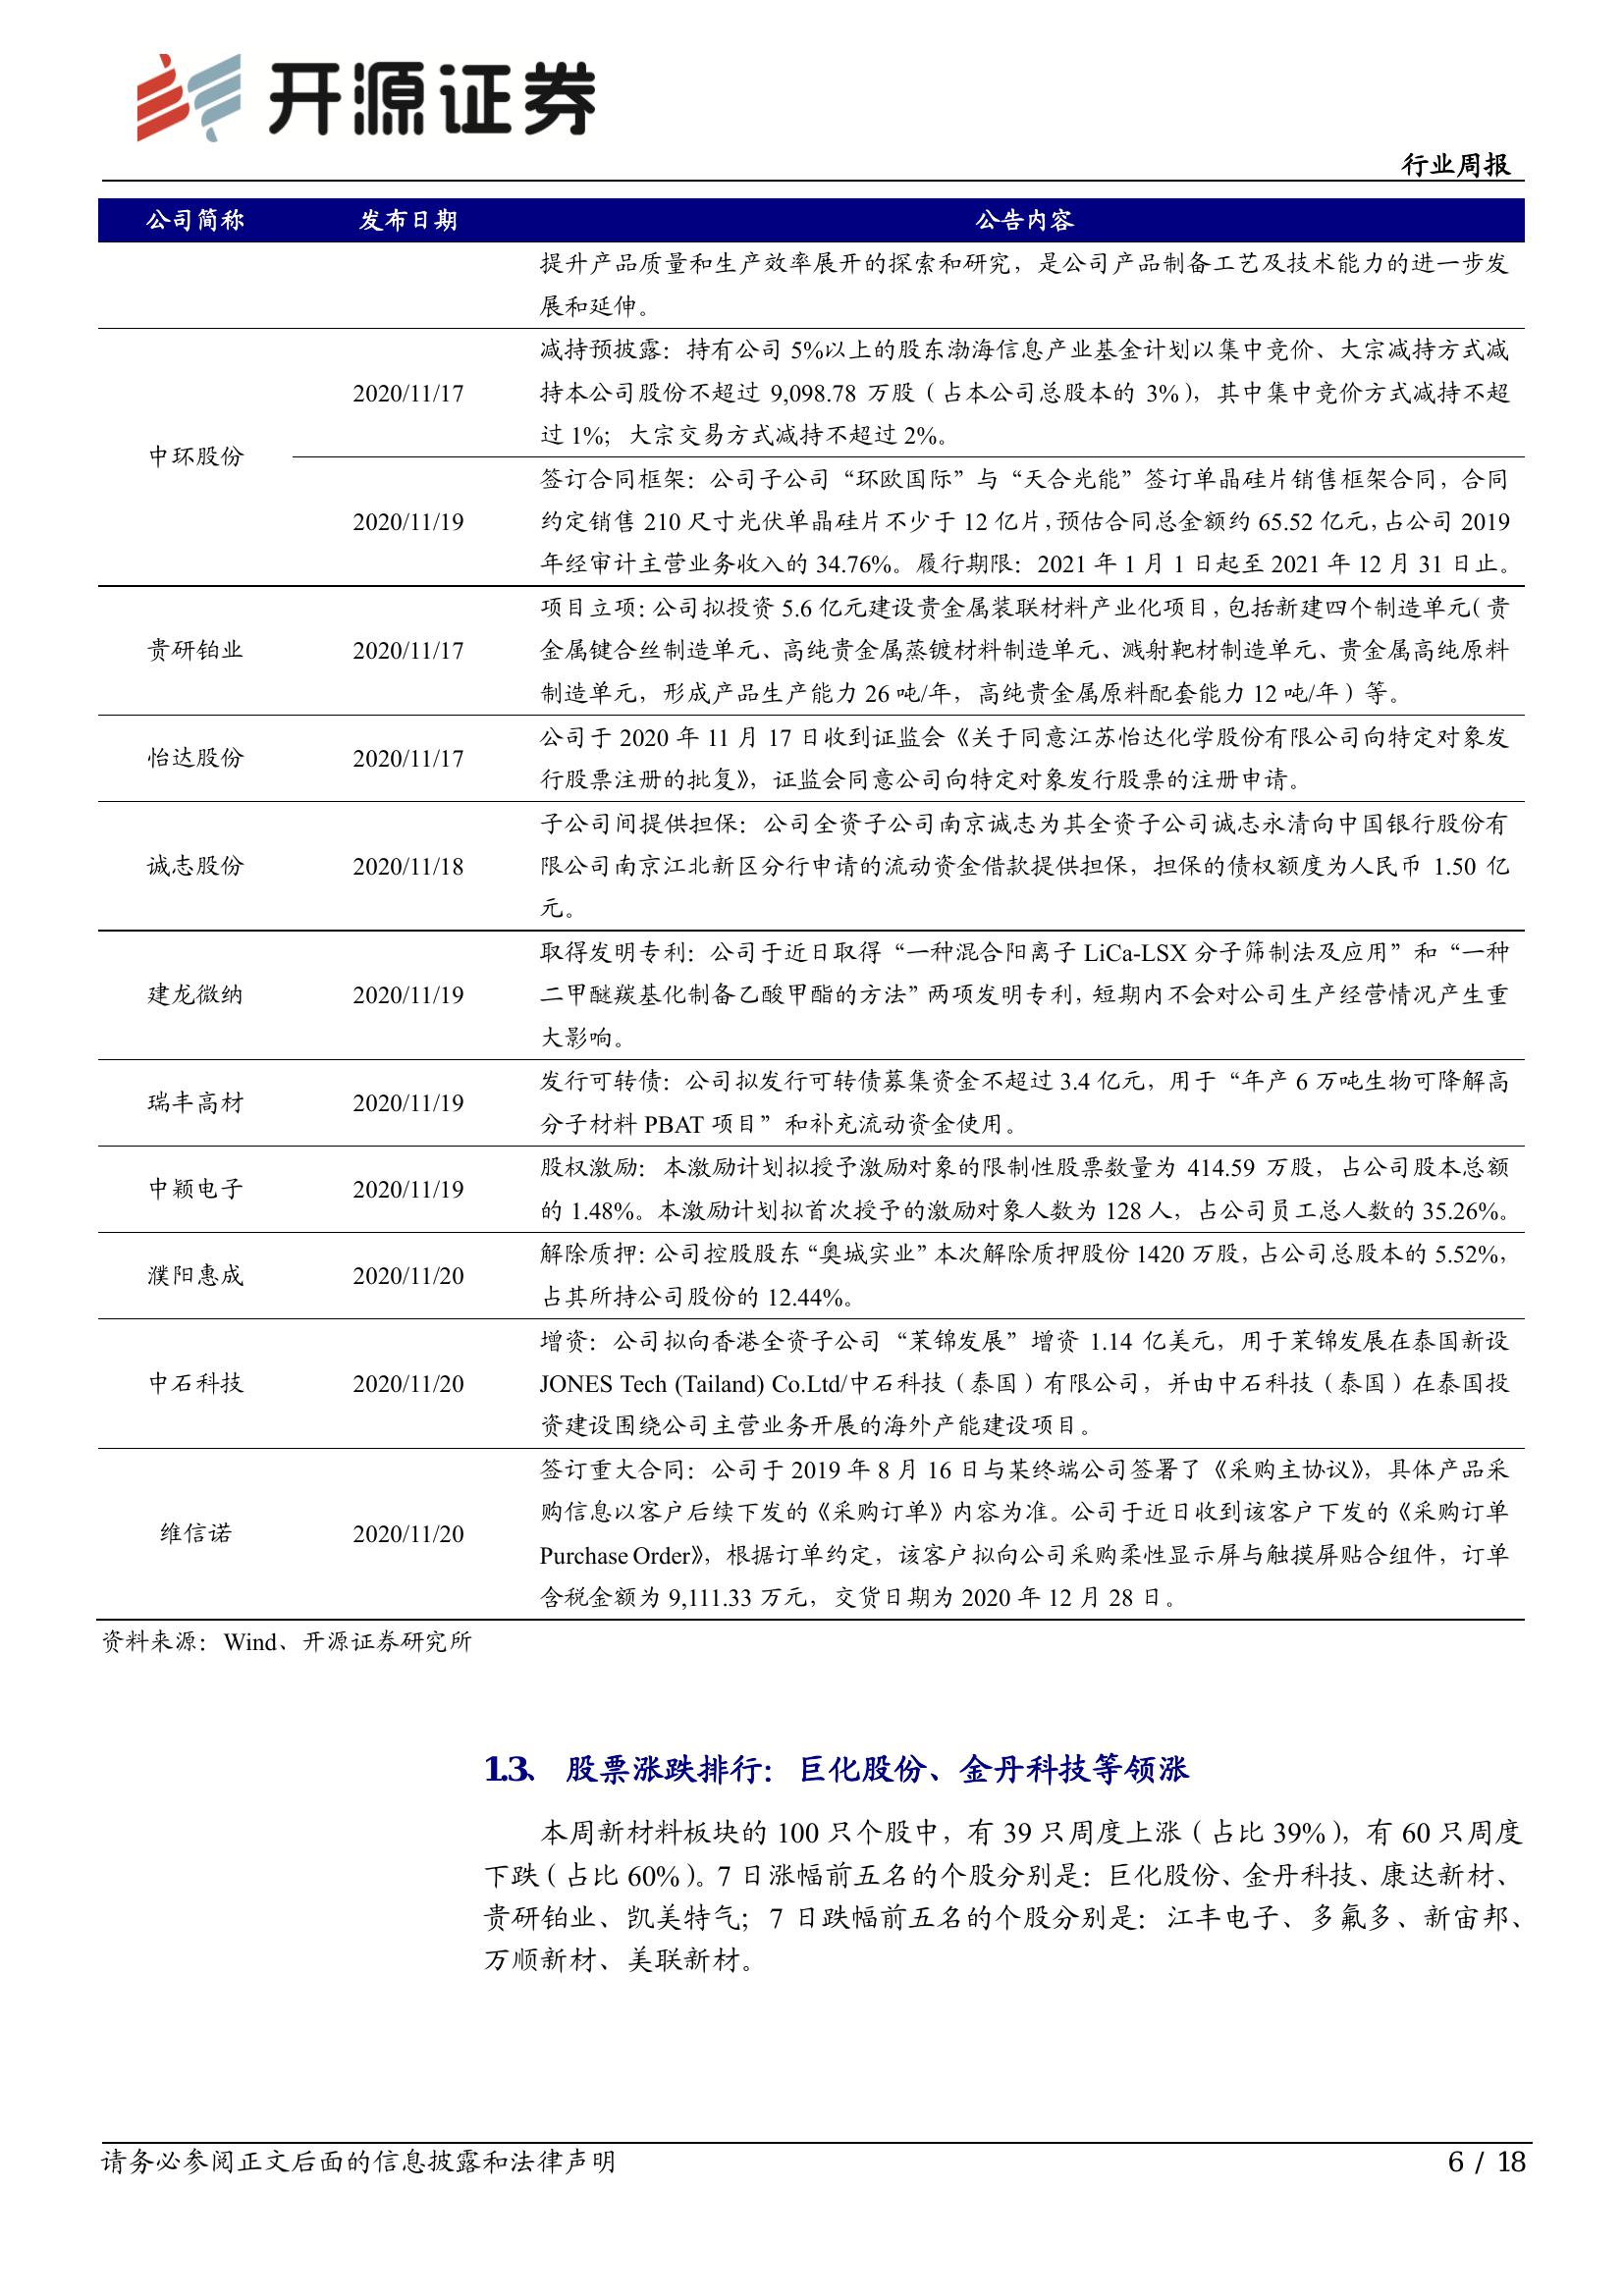 开源证券
行业周报
公司简称 发布日期 公告内容
提升产品质量和生产效率展开的探索和研究，是公司产品制备工艺及技术能力的进一步发
展和延伸。
中环股份
2020/11/17
减持预披露：持有公司 5%以上的股东渤海信息产业基金计划以集中竞价、大宗减持方式减
持本公司股份不超过 9,098.78 万股（占本公司总股本的 3%），其中集中竞价方式减持不超
过 1%；大宗交易方式减持不超过 2%。
2020/11/19
签订合同框架：公司子公司“环欧国际”与“天合光能”签订单晶硅片销售框架合同，合同
约定销售 210 尺寸光伏单晶硅片不少于 12 亿片，预估合同总金额约 65.52 亿元，占公司 2019
年经审计主营业务收入的 34.76%。履行期限：2021 年 1 月 1 日起至 2021 年 12 月 31 日止。
贵研铂业
2020/11/17
项目立项：公司拟投资 5.6 亿元建设贵金属装联材料产业化项目，包括新建四个制造单元（贵
金属键合丝制造单元、高纯贵金属蒸镀材料制造单元、溅射靶材制造单元、贵金属高纯原料
制造单元，形成产品生产能力 26 吨/年，高纯贵金属原料配套能力 12 吨/年）等。
怡达股份
2020/11/17
公司于 2020 年 11 月 17 日收到证监会《关于同意江苏怡达化学股份有限公司向特定对象发
行股票注册的批复》，证监会同意公司向特定对象发行股票的注册申请。
诚志股份
2020/11/18
子公司间提供担保：公司全资子公司南京诚志为其全资子公司诚志永清向中国银行股份有
限公司南京江北新区分行申请的流动资金借款提供担保，担保的债权额度为人民币 1.50 亿
元。
建龙微纳
2020/11/19
取得发明专利：公司于近日取得“一种混合阳离子 LiCa-LSX 分子筛制法及应用”和“一种
二甲醚羰基化制备乙酸甲酯的方法”两项发明专利，短期内不会对公司生产经营情况产生重
大影响。
瑞丰高材
2020/11/19
发行可转债：公司拟发行可转债募集资金不超过 3.4 亿元，用于“年产 6 万吨生物可降解高
分子材料 PBAT 项目”和补充流动资金使用。
中颖电子
2020/11/19
股权激励：本激励计划拟授予激励对象的限制性股票数量为 414.59 万股，占公司股本总额
的 1.48%。本激励计划拟首次授予的激励对象人数为 128 人，占公司员工总人数的 35.26%。
濮阳惠成
2020/11/20
解除质押：公司控股股东“奥城实业”本次解除质押股份 1420 万股，占公司总股本的 5.52%，
占其所持公司股份的 12.44%。
中石科技
2020/11/20
增资：公司拟向香港全资子公司“茉锦发展”增资 1.14 亿美元，用于茉锦发展在泰国新设
JONES Tech (Tailand) Co.Ltd/中石科技（泰国）有限公司，并由中石科技（泰国）在泰国投
资建设围绕公司主营业务开展的海外产能建设项目。
维信诺
2020/11/20
签订重大合同：公司于 2019 年 8 月 16 日与某终端公司签署了《采购主协议》，具体产品采
购信息以客户后续下发的《采购订单》内容为准。公司于近日收到该客户下发的《采购订单
Purchase Order》，根据订单约定，该客户拟向公司采购柔性显示屏与触摸屏贴合组件，订单
含税金额为 9,111.33 万元，交货日期为 2020 年 12 月 28 日。
资料来源：Wind、开源证券研究所
1.3、 股票涨跌排行：巨化股份、金丹科技等领涨
本周新材料板块的 100 只个股中，有 39 只周度上涨（占比 39%），有 60 只周度
下跌（占比 60%）。7 日涨幅前五名的个股分别是：巨化股份、金丹科技、康达新材、
贵研铂业、凯美特气；7 日跌幅前五名的个股分别是：江丰电子、多氟多、新宙邦、
万顺新材、美联新材。
请务必参阅正文后面的信息披露和法律声明
6 / 18